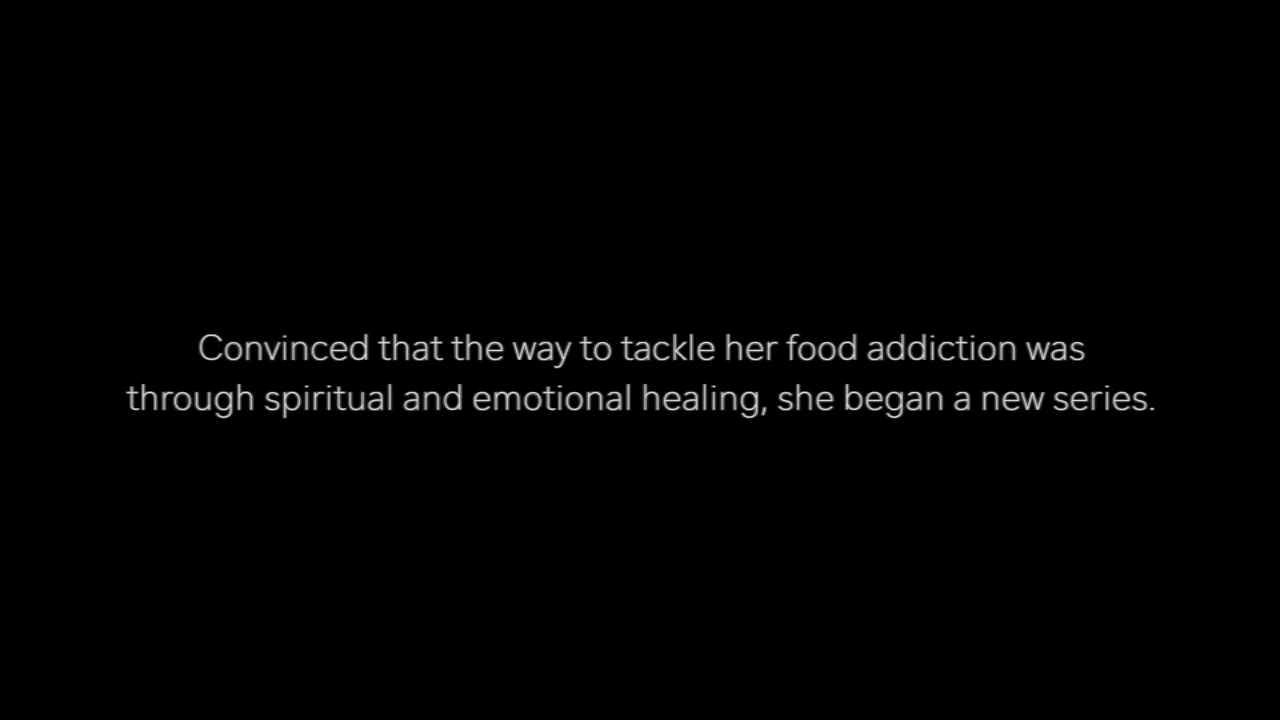 Convinced that the way to tackle her food addiction was
through spiritual and emotional healing, she began a new series.